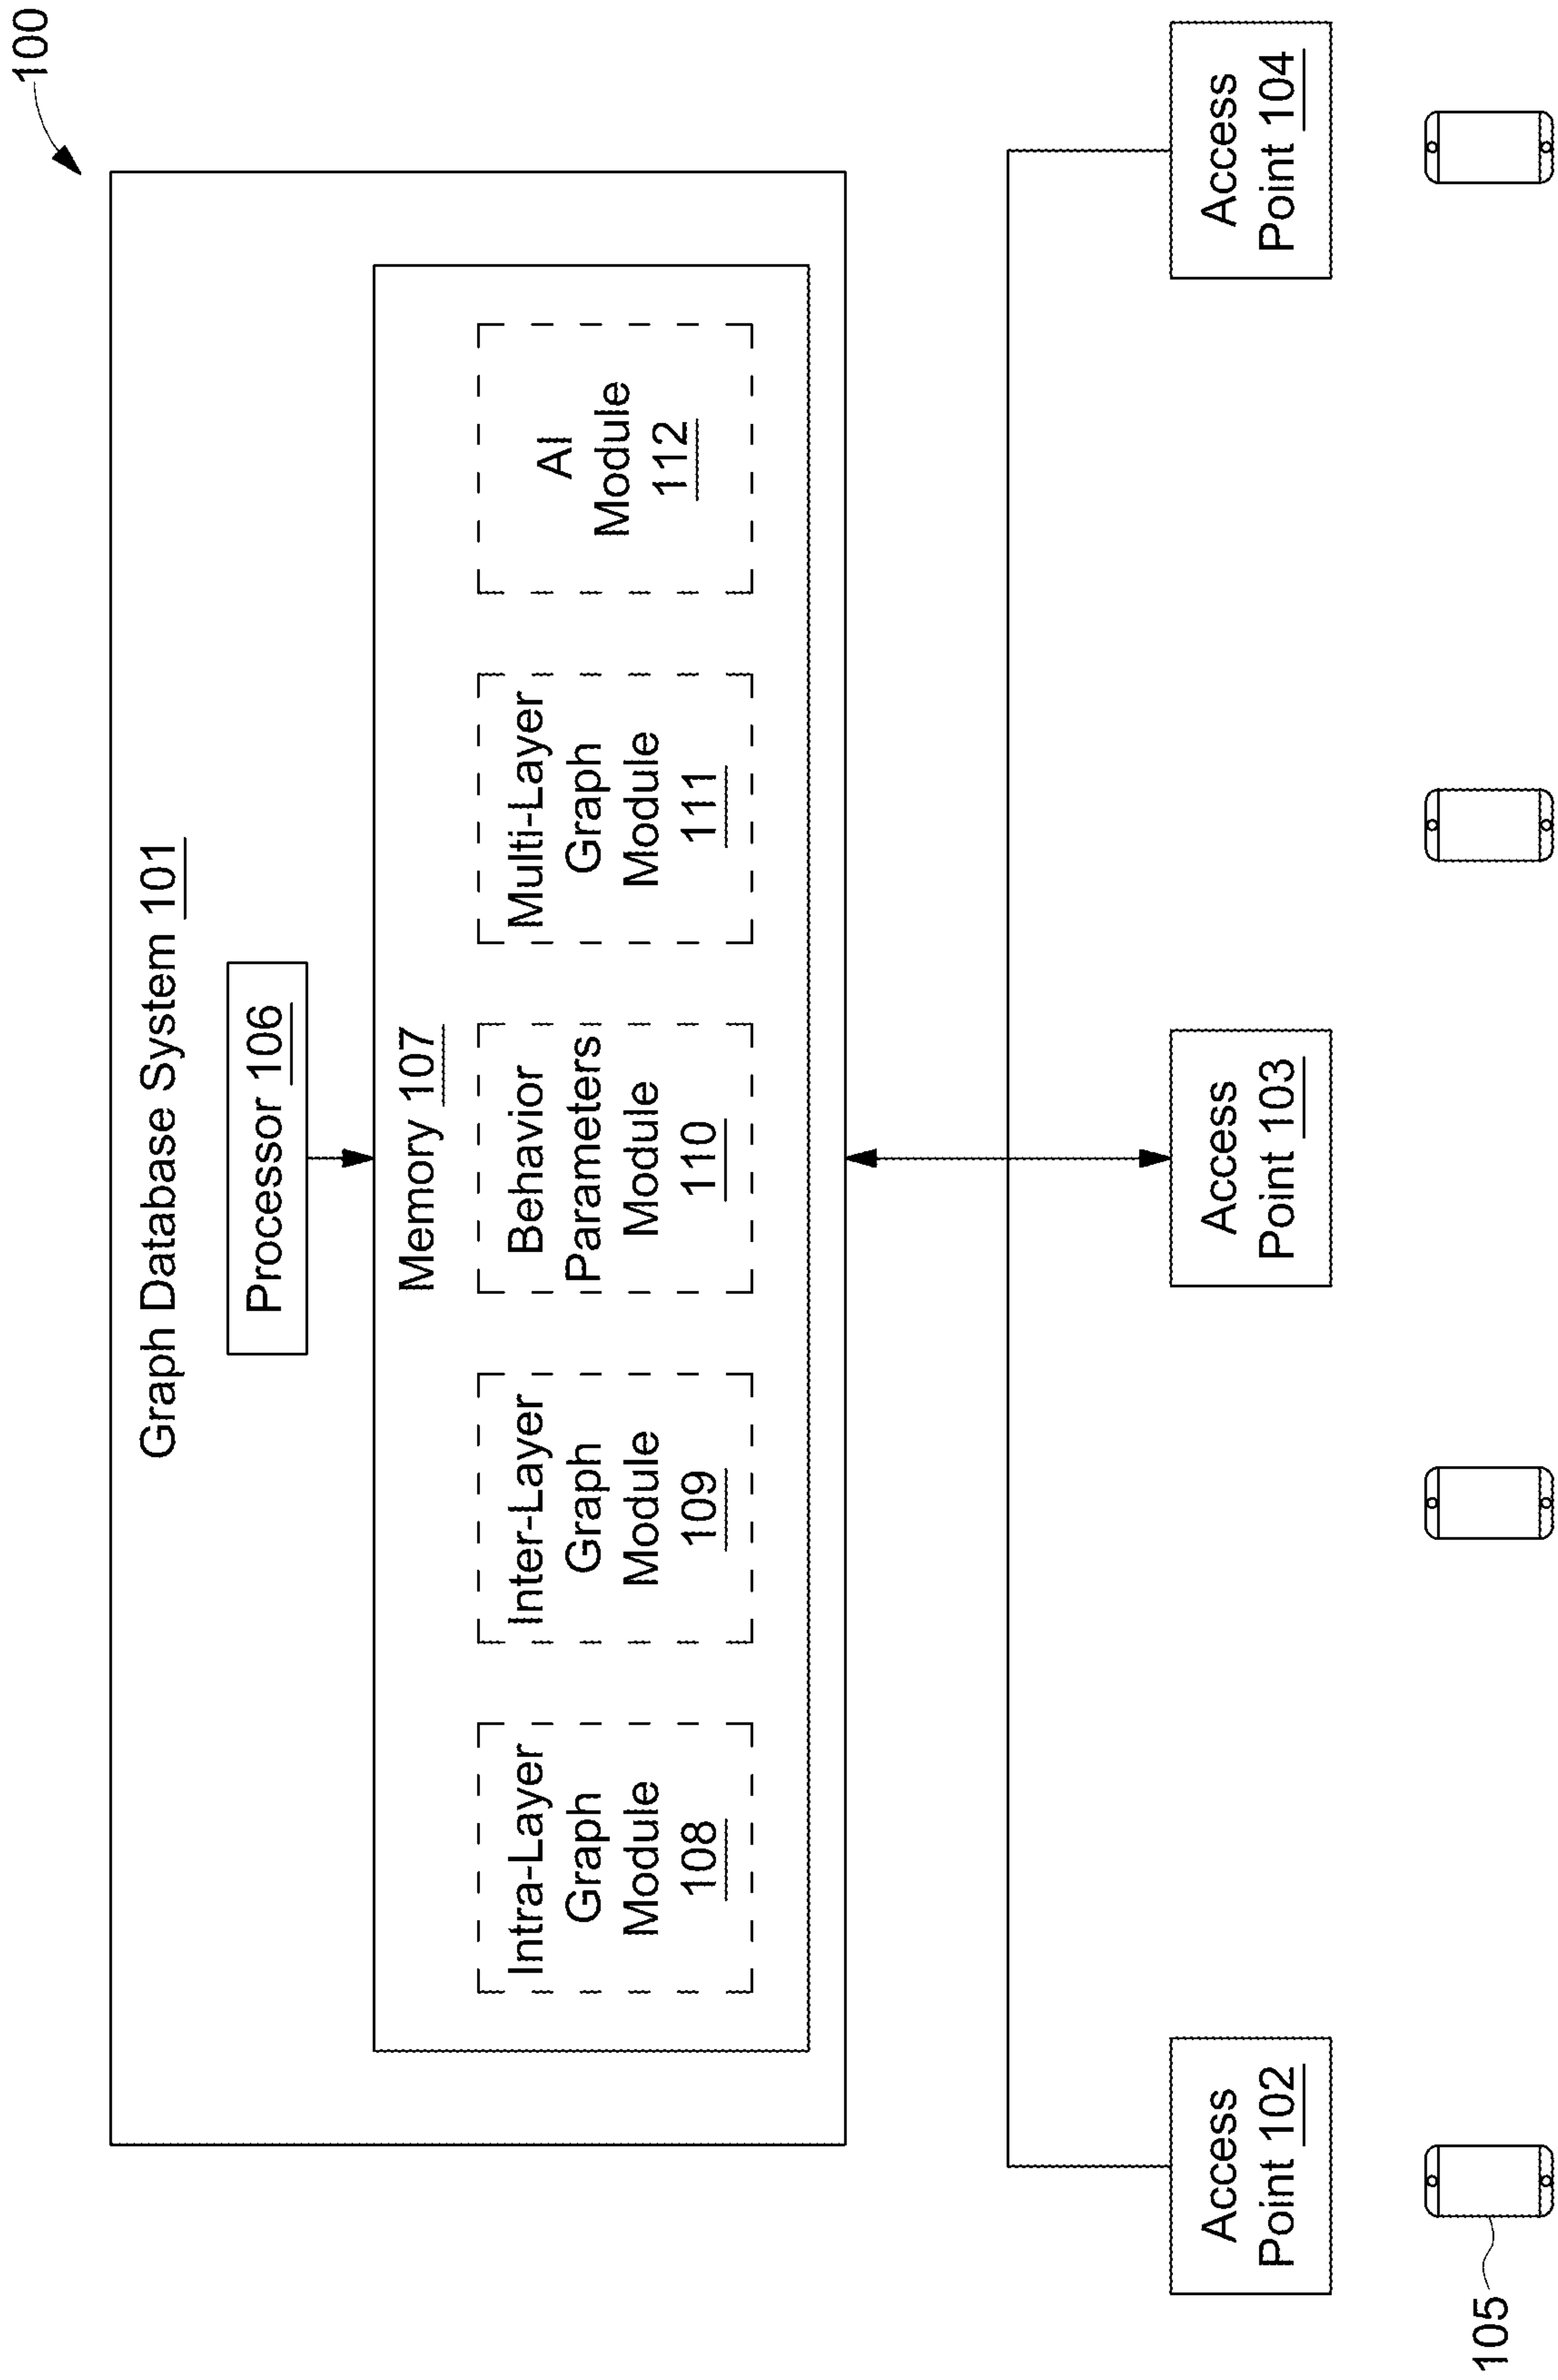 100
Graph Database System 101
Processor 106
Memory 107
Intra-Layer
Graph
Module
108
Inter-Layer
Graph
Module
109
Behavior
Parameters
Module
110
Multi-Layer
Graph
Module
111
AI
Module
112
Access
Point 102
Access
Point 103
Access
Point 104
105